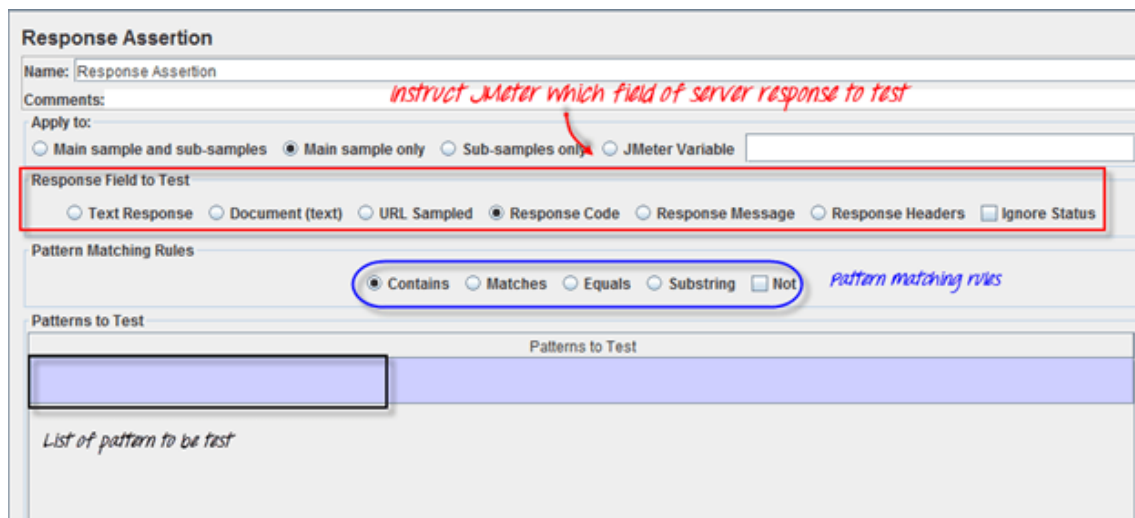 Response Assertion
Name: Response Assertion
Comments:
Instruct JMeter which field of server response to test
Apply to:
Main sample and sub-samples Main sample only Sub-samples only JMeter Variable
Response Field to Test
Text Response Document (text) URL Sampled Response Code Response Message Response Headers Ignore Status
Pattern Matching Rules
Contains Matches Equals Substring Not Pattern matching rules
Patterns to Test
Patterns to Test
List of pattern to be test